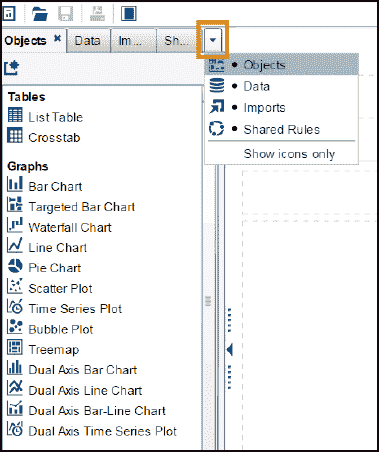 Objects Data Im... Sh...
Objects
Data
Imports
Shared Rules
Show icons only
Tables
List Table
Crosstab
Graphs
Bar Chart
Targeted Bar Chart
Waterfall Chart
Line Chart
Pie Chart
Scatter Plot
Time Series Plot
Bubble Plot
Treemap
Dual Axis Bar Chart
Dual Axis Line Chart
Dual Axis Bar-Line Chart
Dual Axis Time Series Plot